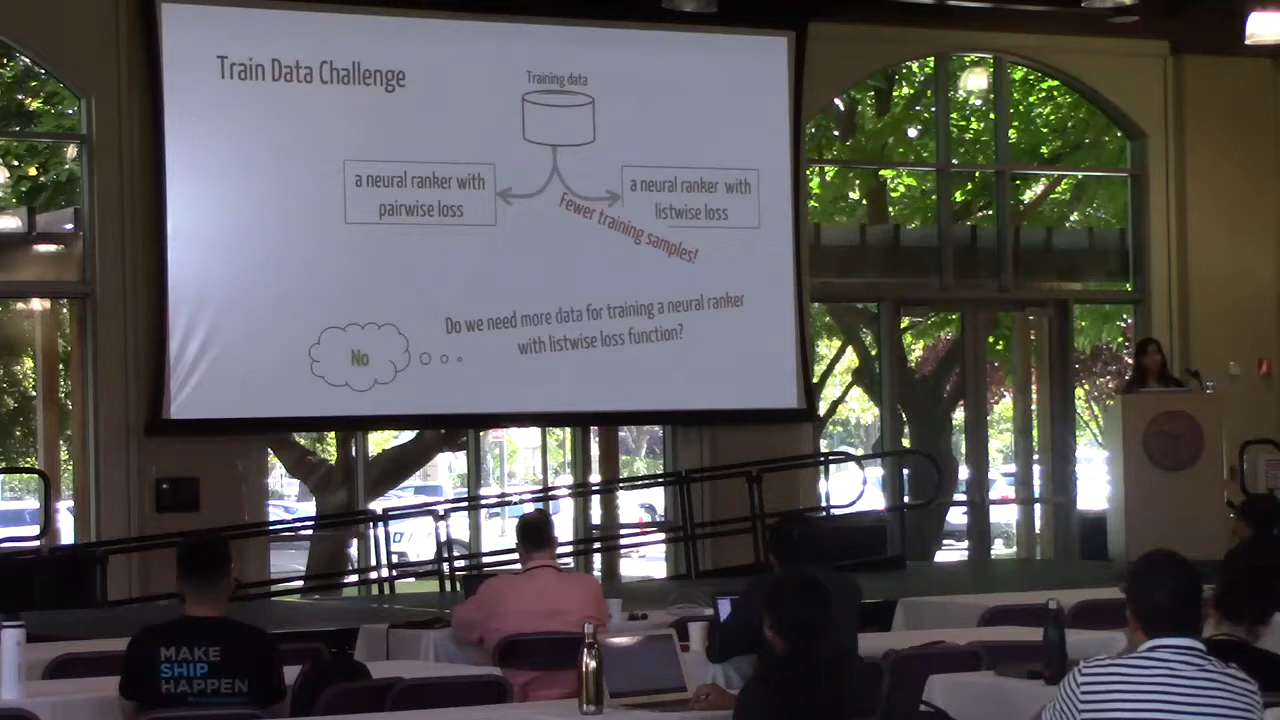 Train Data Challenge
Training data
a neural ranker with
pairwise loss
a neural ranker with
listwise loss
Fewer training samples!
Do we need more data for training a neural ranker
with listwise loss function?
No
MAKE
SHIP
HAPPEN